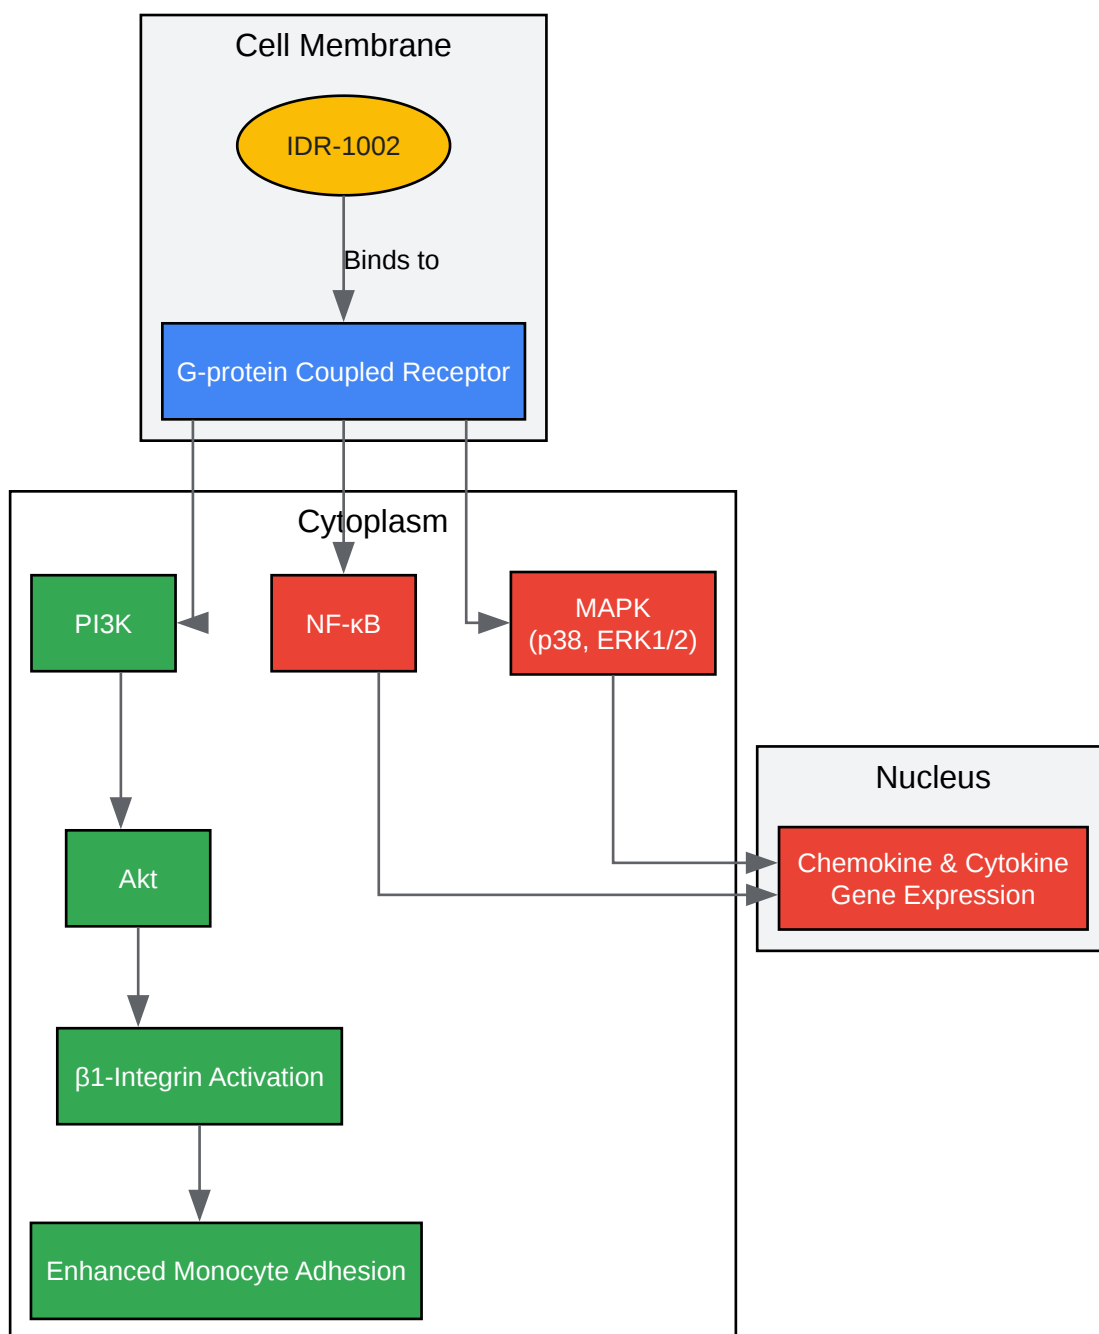 Cell Membrane
IDR-1002
Binds to
G-protein Coupled Receptor
Cytoplasm
PI3K
NF-κB
MAPK
(p38, ERK1/2)
Nucleus
Chemokine & Cytokine
Gene Expression
Akt
β1-Integrin Activation
Enhanced Monocyte Adhesion